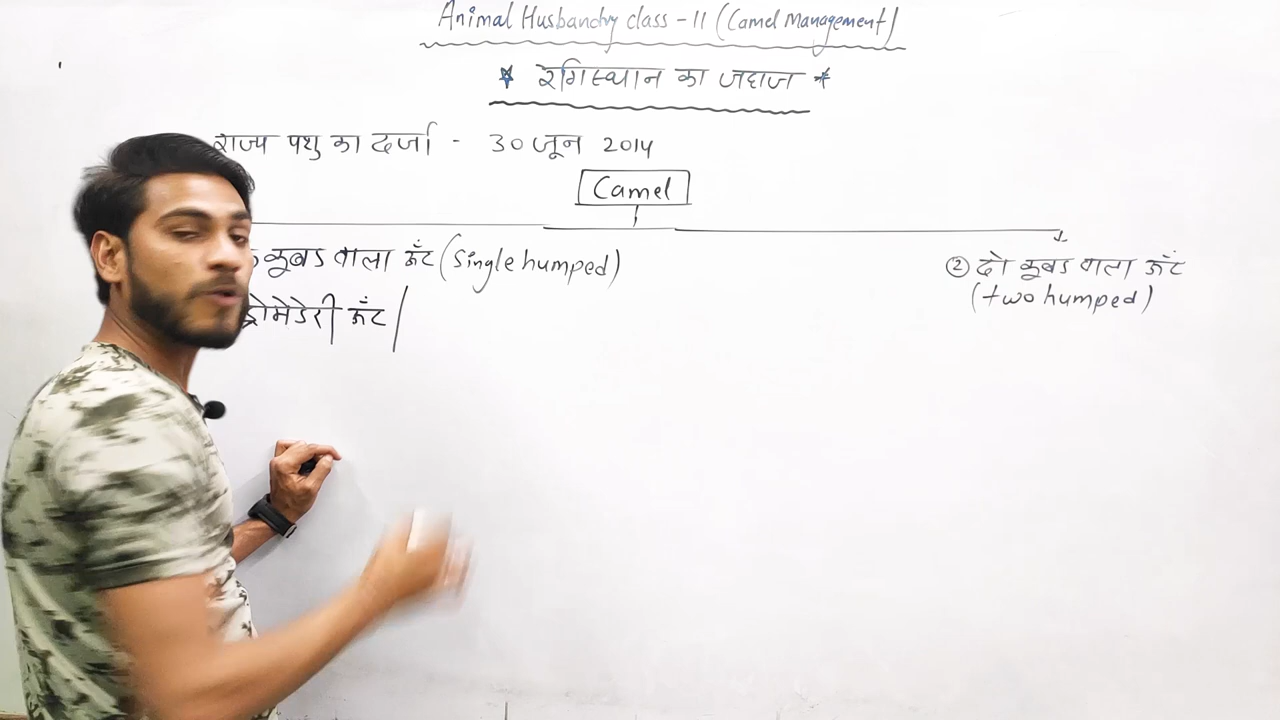 Animal Husbandry class - 11 (Camel Management)
* रेगिस्थान का जहाज *
राज्य पशु का दर्जा - 30 जून 2014
Camel
कूबड वाला ऊँट (Single humped)
② दो कूबड वाला ऊँट
(two humped)
ड्रोमेडेरी ऊँट /